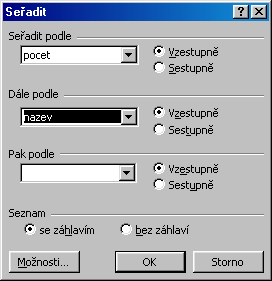 Seřadit
Seřadit podle
pocet
Vzestupně
Sestupně
Dále podle
nazev
Vzestupně
Sestupně
Pak podle
Vzestupně
Sestupně
Seznam
se záhlavím
bez záhlaví
Možnosti...
OK
Storno